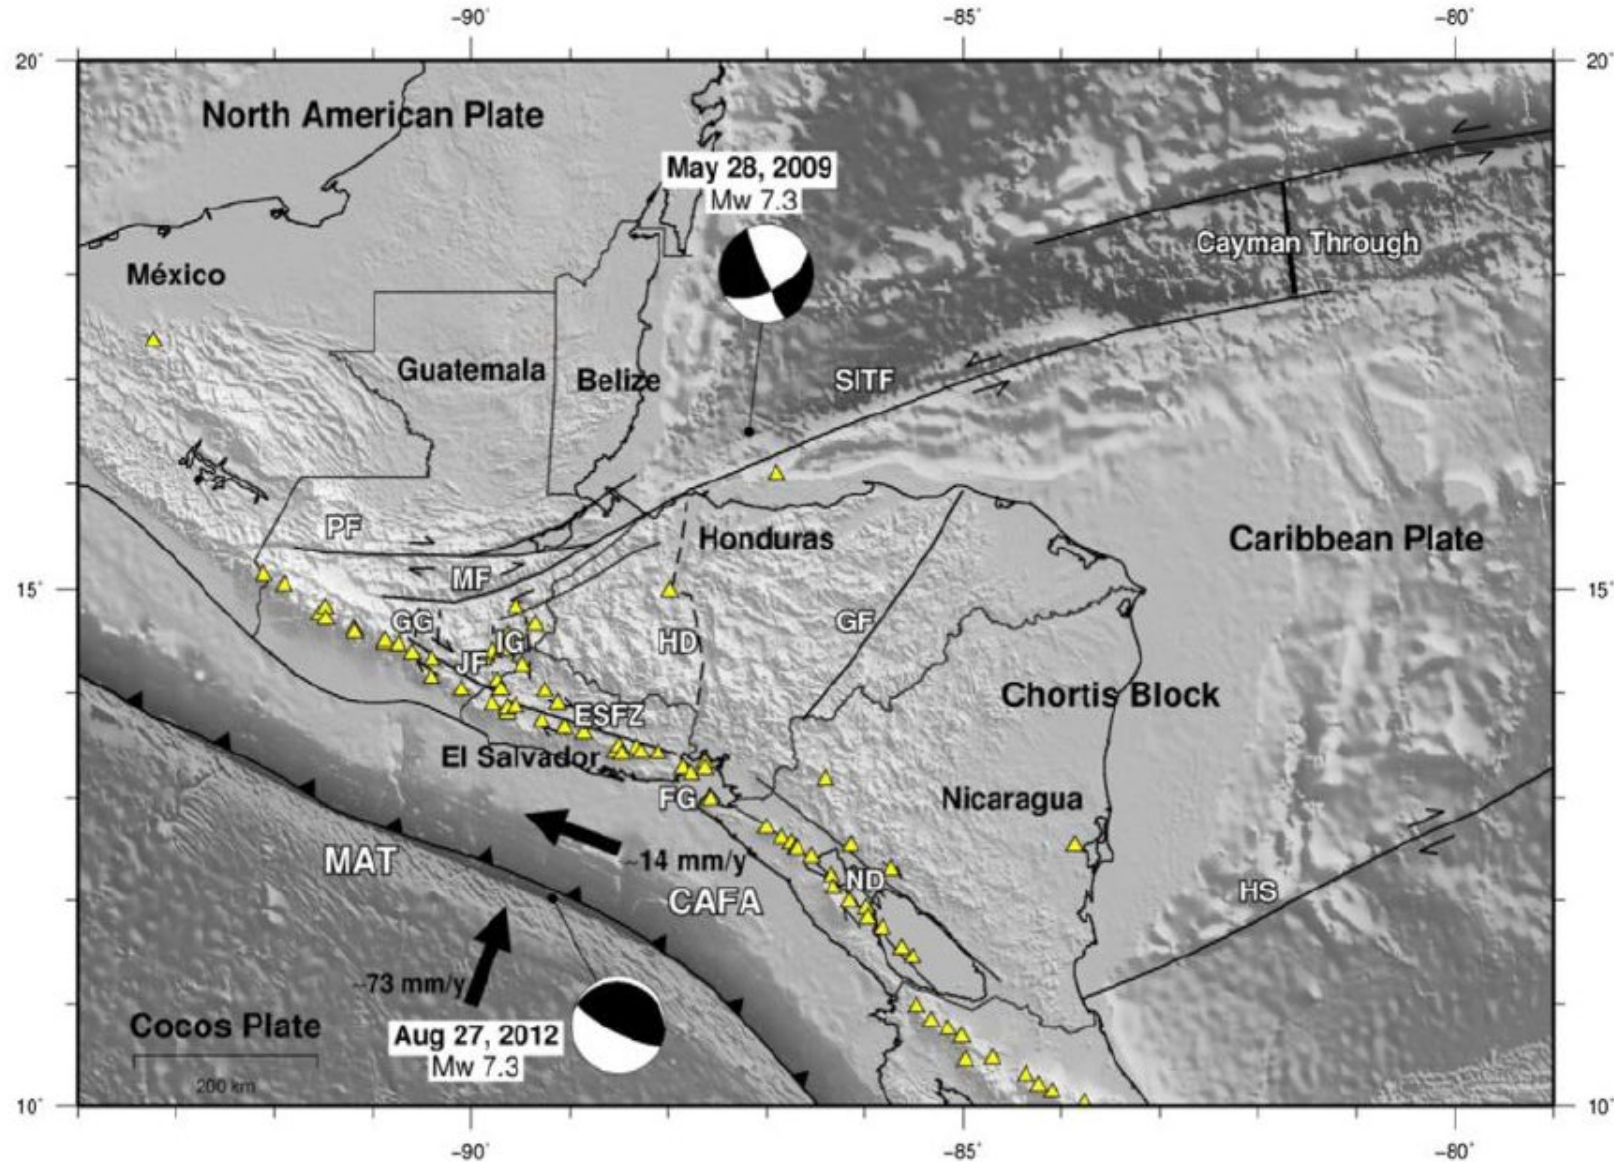 -90°
-85°
-80°
20°
20°
North American Plate
May 28, 2009
Mw 7.3
Cayman Through
México
Guatemala
Belize
SITF
PF
Honduras
Caribbean Plate
15°
15°
MF
GG
IG
HD
GF
JF
Chortis Block
ESFZ
El Salvador
FG
Nicaragua
~14 mm/y
MAT
ND
CAFA
HS
~73 mm/y
Cocos Plate
Aug 27, 2012
Mw 7.3
200 km
10°
10°
-90°
-85°
-80°